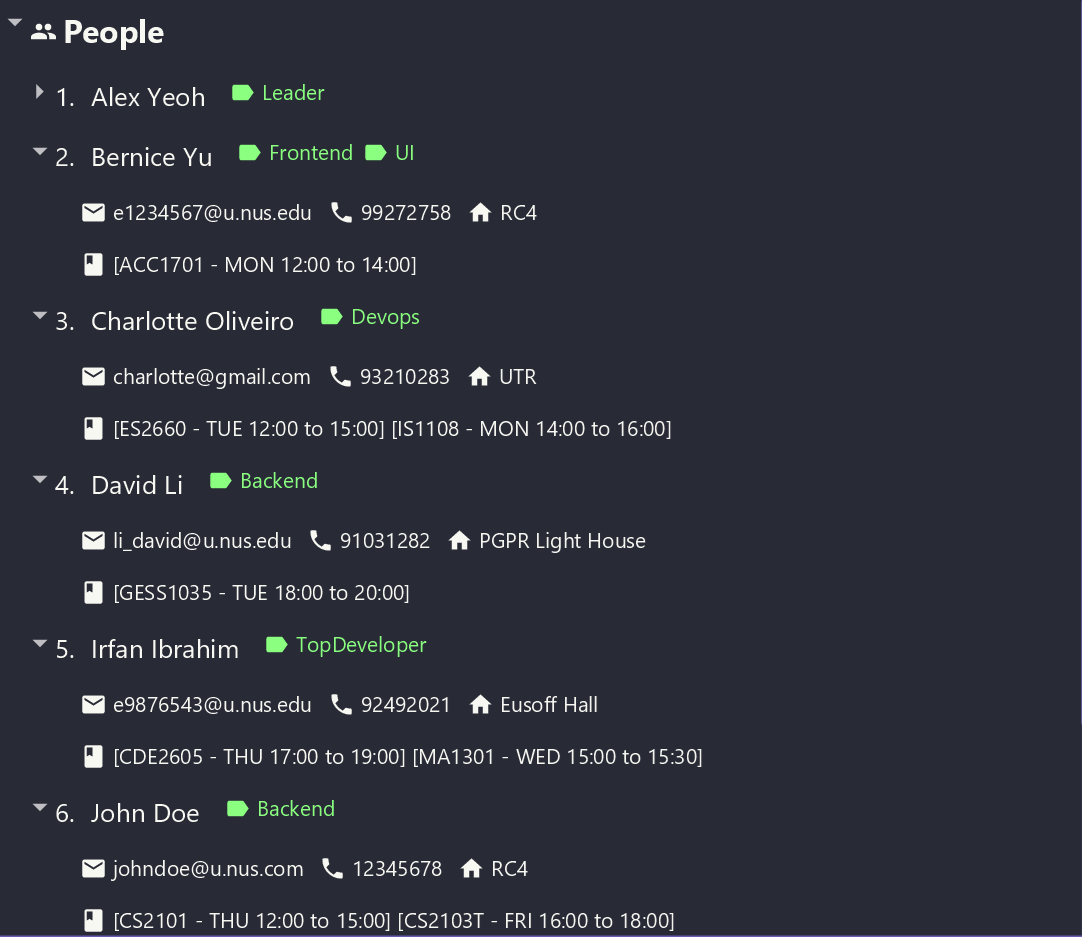 People
1. Alex Yeoh Leader
2. Bernice Yu Frontend UI
e1234567@u.nus.edu 99272758 RC4
[ACC1701 - MON 12:00 to 14:00]
3. Charlotte Oliveiro Devops
charlotte@gmail.com 93210283 UTR
[ES2660 - TUE 12:00 to 15:00] [IS1108 - MON 14:00 to 16:00]
4. David Li Backend
li_david@u.nus.edu 91031282 PGPR Light House
[GESS1035 - TUE 18:00 to 20:00]
5. Irfan Ibrahim TopDeveloper
e9876543@u.nus.edu 92492021 Eusoff Hall
[CDE2605 - THU 17:00 to 19:00] [MA1301 - WED 15:00 to 15:30]
6. John Doe Backend
johndoe@u.nus.com 12345678 RC4
[CS2101 - THU 12:00 to 15:00] [CS2103T - FRI 16:00 to 18:00]